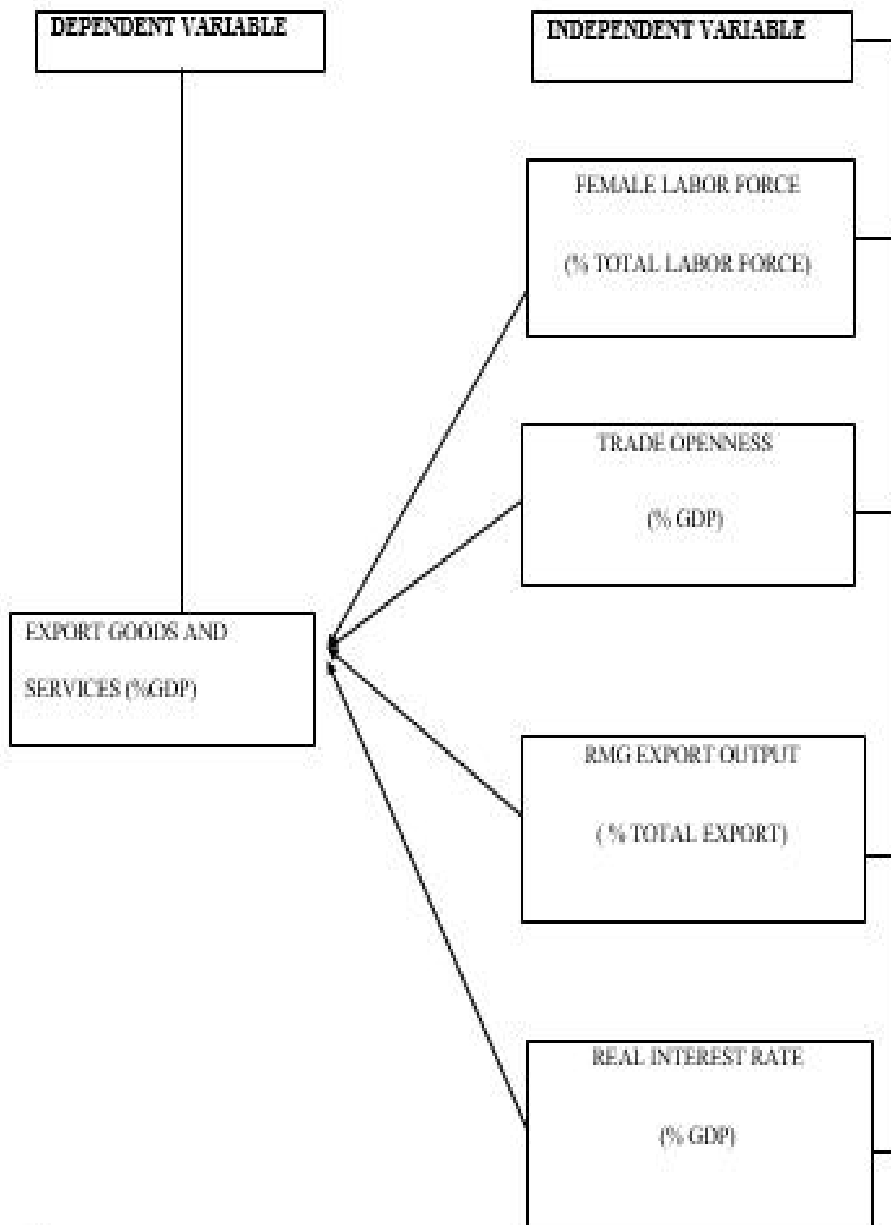 DEPENDENT VARIABLE
INDEPENDENT VARIABLE
FEMALE LABOR FORCE
(% TOTAL LABOR FORCE)
TRADE OPENNESS
(% GDP)
EXPORT GOODS AND
SERVICES (%GDP)
RMG EXPORT OUTPUT
( % TOTAL EXPORT)
REAL INTEREST RATE
(% GDP)